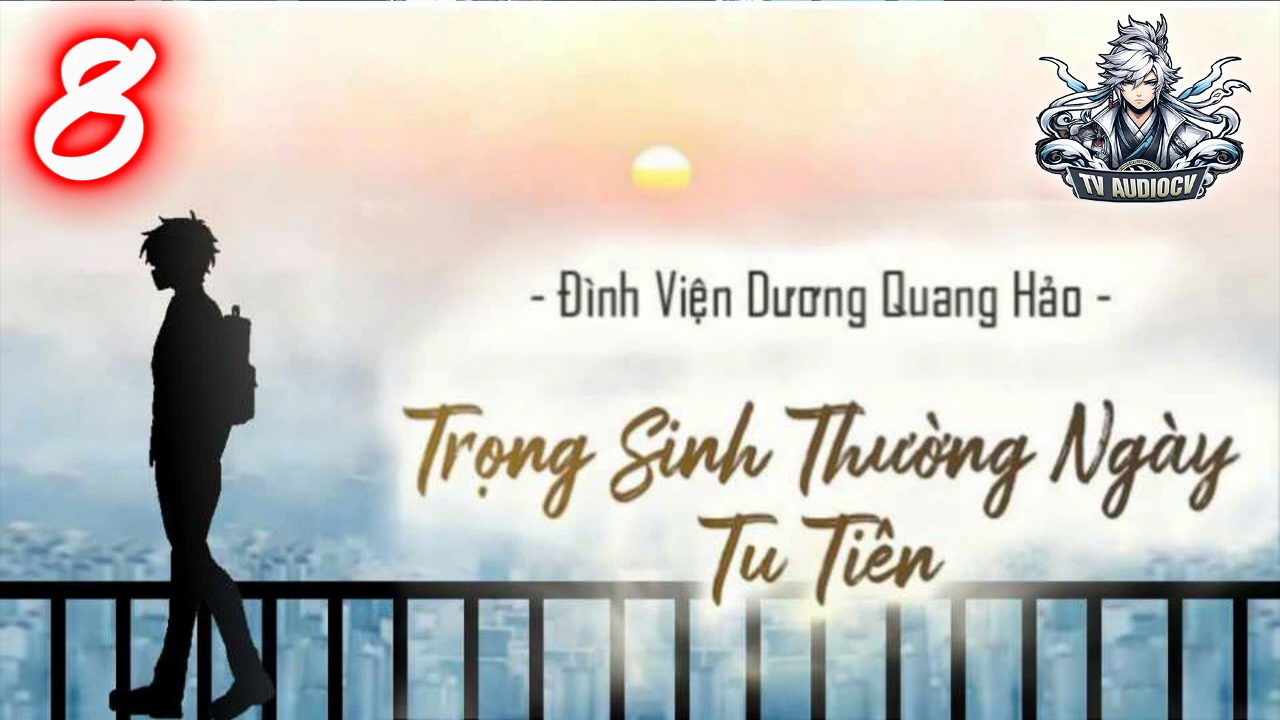 8
TV AUDIOCV
- Đình Viện Dương Quang Hảo -
Trọng Sinh Thường Ngày
Tu Tiên